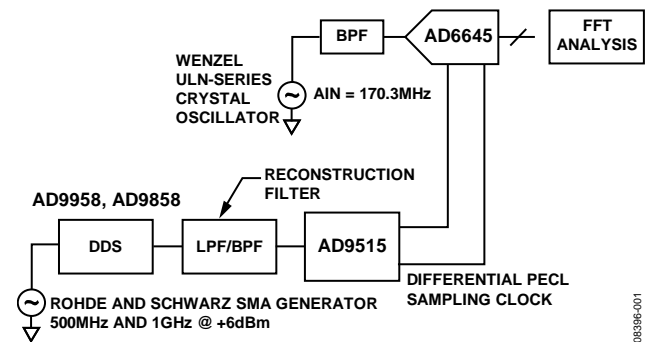 BPF
AD6645
FFT
ANALYSIS
WENZEL
ULN-SERIES
CRYSTAL
OSCILLATOR
~
AIN = 170.3MHz
RECONSTRUCTION
FILTER
AD9958, AD9858
DDS
LPF/BPF
AD9515
DIFFERENTIAL PECL
SAMPLING CLOCK
~
ROHDE AND SCHWARZ SMA GENERATOR
500MHz AND 1GHz @ +6dBm
08396-001